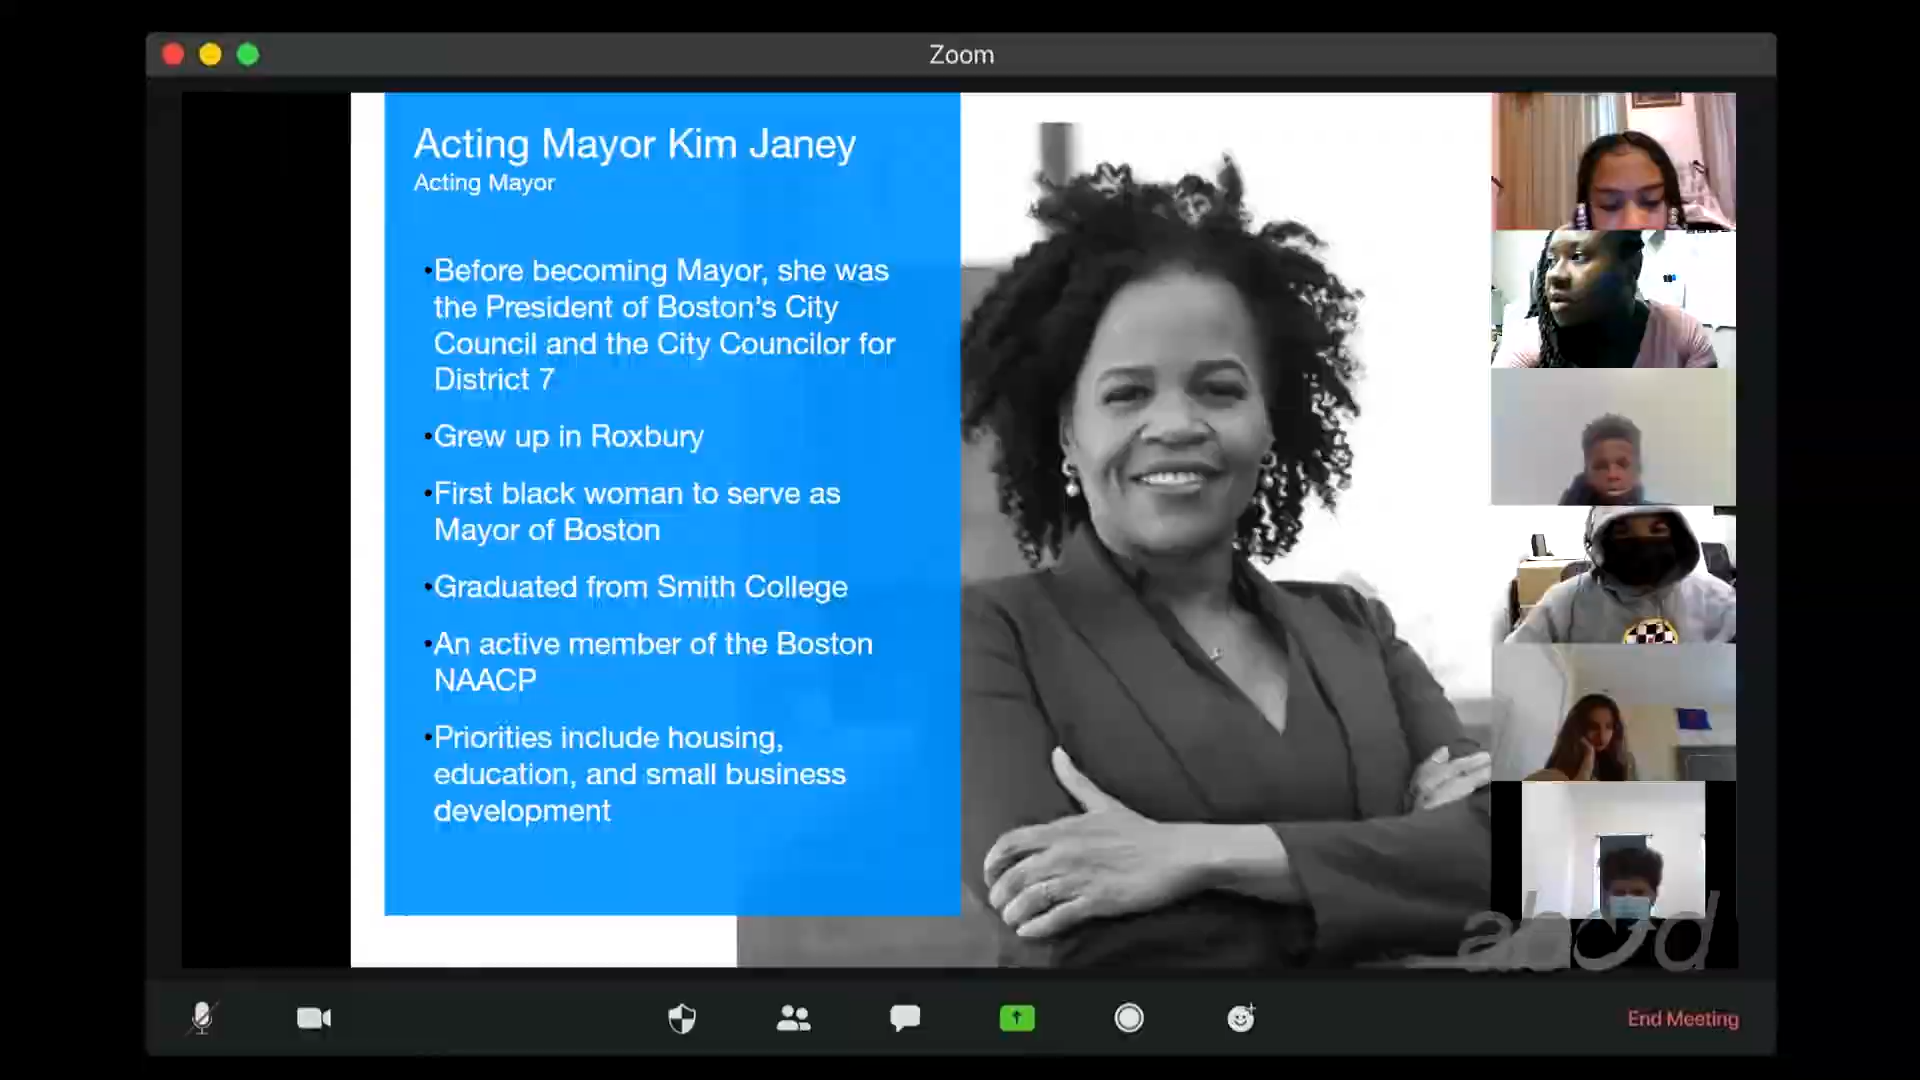 Zoom
Acting Mayor Kim Janey
Acting Mayor
•Before becoming Mayor, she was
the President of Boston's City
Council and the City Councilor for
District 7
•Grew up in Roxbury
•First black woman to serve as
Mayor of Boston
•Graduated from Smith College
•An active member of the Boston
NAACP
•Priorities include housing,
education, and small business
development
abcd
End Meeting